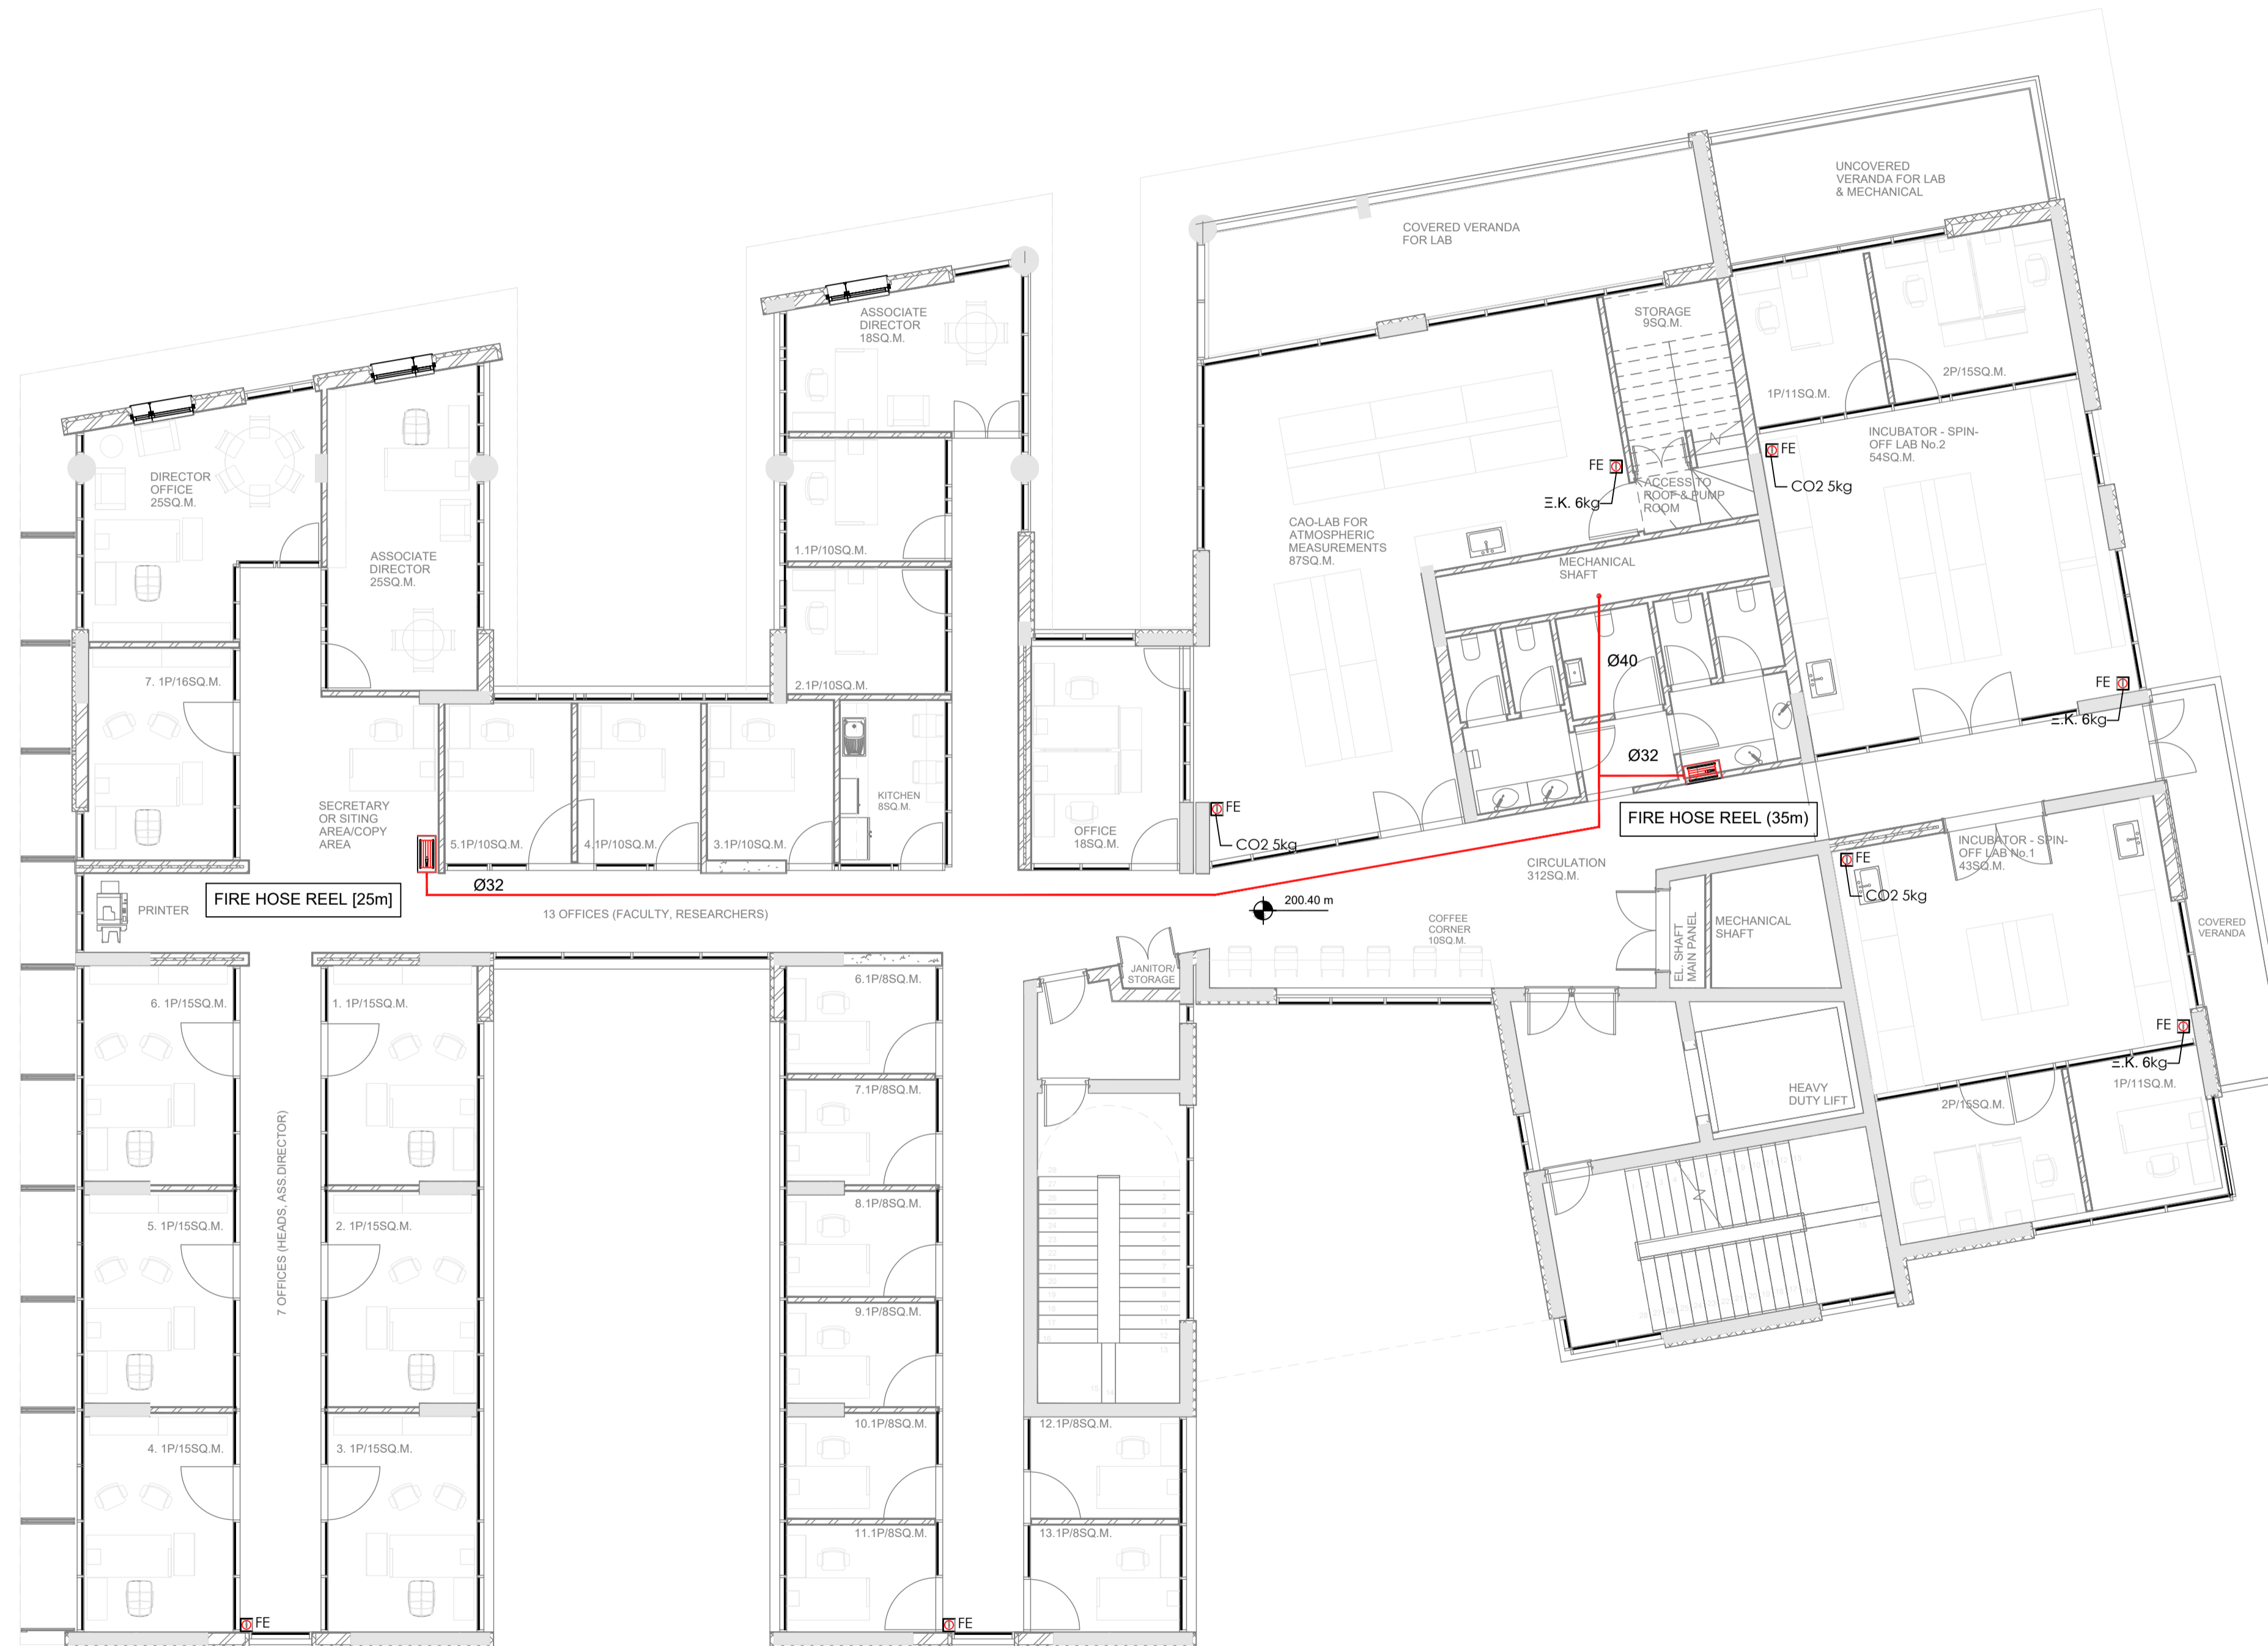 UNCOVERED
VERANDA FOR LAB
& MECHANICAL
COVERED VERANDA
FOR LAB
ASSOCIATE
DIRECTOR
18SQ.M.
STORAGE
9SQ.M.
1P/11SQ.M.
2P/15SQ.M.
DIRECTOR
OFFICE
25SQ.M.
ASSOCIATE
DIRECTOR
25SQ.M.
1.1P/10SQ.M.
2.1P/10SQ.M.
CAO-LAB FOR
ATMOSPHERIC
MEASUREMENTS
87SQ.M.
FE
Ξ.Κ. 6kg
ACCESS TO
ROOF & PUMP
ROOM
FE
CO2 5kg
INCUBATOR - SPIN-
OFF LAB No.2
54SQ.M.
MECHANICAL
SHAFT
Ø40
Ø32
FE
Ξ.Κ. 6kg
7. 1P/16SQ.M.
SECRETARY
OR SITING
AREA/COPY
AREA
5.1P/10SQ.M.
4.1P/10SQ.M.
3.1P/10SQ.M.
KITCHEN
8SQ.M.
OFFICE
18SQ.M.
FE
CO2 5kg
FIRE HOSE REEL (35m)
CIRCULATION
312SQ.M.
INCUBATOR - SPIN-
OFF LAB No.1
43SQ.M.
FE
CO2 5kg
PRINTER
FIRE HOSE REEL [25m]
Ø32
13 OFFICES (FACULTY, RESEARCHERS)
200.40 m
COFFEE
CORNER
10SQ.M.
EL. SHAFT
MAIN PANEL
MECHANICAL
SHAFT
COVERED
VERANDA
JANITOR/
STORAGE
6. 1P/15SQ.M.
1. 1P/15SQ.M.
6.1P/8SQ.M.
7.1P/8SQ.M.
8.1P/8SQ.M.
9.1P/8SQ.M.
10.1P/8SQ.M.
11.1P/8SQ.M.
12.1P/8SQ.M.
13.1P/8SQ.M.
7 OFFICES (HEADS, ASS.DIRECTOR)
5. 1P/15SQ.M.
2. 1P/15SQ.M.
4. 1P/15SQ.M.
3. 1P/15SQ.M.
HEAVY
DUTY LIFT
FE
Ξ.Κ. 6kg
1P/11SQ.M.
2P/15SQ.M.
FE
FE